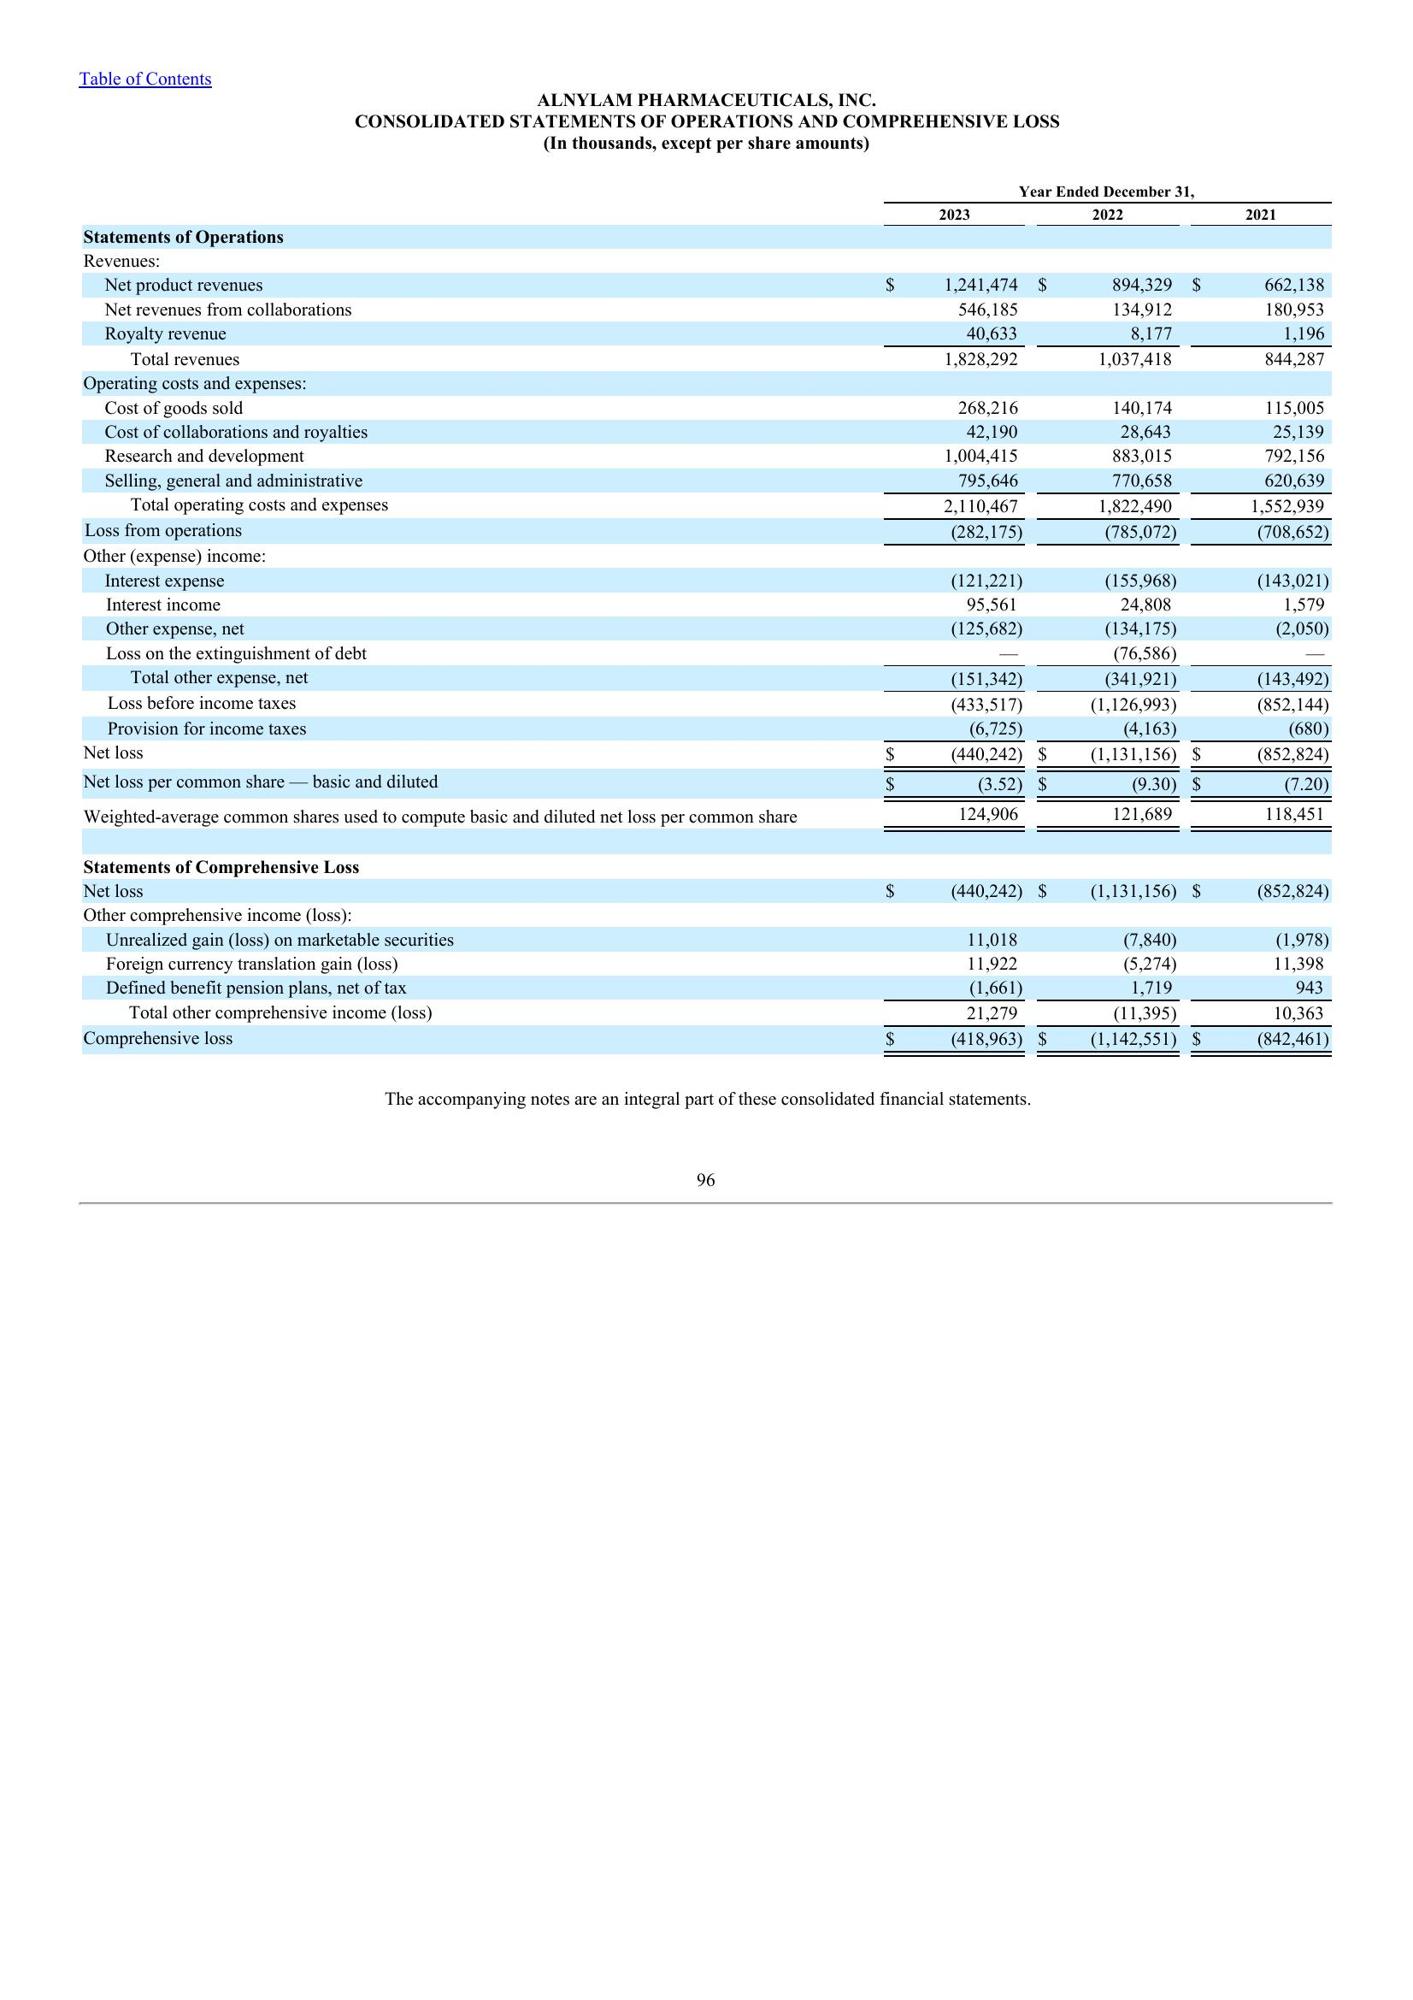 Table of Contents
ALNYLAM PHARMACEUTICALS, INC.
CONSOLIDATED STATEMENTS OF OPERATIONS AND COMPREHENSIVE LOSS
(In thousands, except per share amounts)
Year Ended December 31,
2023 2022 2021
Statements of Operations
Revenues:
Net product revenues $ 1,241,474 $ 894,329 $ 662,138
Net revenues from collaborations 546,185 134,912 180,953
Royalty revenue 40,633 8,177 1,196
Total revenues 1,828,292 1,037,418 844,287
Operating costs and expenses:
Cost of goods sold 268,216 140,174 115,005
Cost of collaborations and royalties 42,190 28,643 25,139
Research and development 1,004,415 883,015 792,156
Selling, general and administrative 795,646 770,658 620,639
Total operating costs and expenses 2,110,467 1,822,490 1,552,939
Loss from operations (282,175) (785,072) (708,652)
Other (expense) income:
Interest expense (121,221) (155,968) (143,021)
Interest income 95,561 24,808 1,579
Other expense, net (125,682) (134,175) (2,050)
Loss on the extinguishment of debt — (76,586) —
Total other expense, net (151,342) (341,921) (143,492)
Loss before income taxes (433,517) (1,126,993) (852,144)
Provision for income taxes (6,725) (4,163) (680)
Net loss $ (440,242) $ (1,131,156) $ (852,824)
Net loss per common share — basic and diluted $ (3.52) $ (9.30) $ (7.20)
Weighted-average common shares used to compute basic and diluted net loss per common share 124,906 121,689 118,451
Statements of Comprehensive Loss
Net loss $ (440,242) $ (1,131,156) $ (852,824)
Other comprehensive income (loss):
Unrealized gain (loss) on marketable securities 11,018 (7,840) (1,978)
Foreign currency translation gain (loss) 11,922 (5,274) 11,398
Defined benefit pension plans, net of tax (1,661) 1,719 943
Total other comprehensive income (loss) 21,279 (11,395) 10,363
Comprehensive loss $ (418,963) $ (1,142,551) $ (842,461)
The accompanying notes are an integral part of these consolidated financial statements.
96